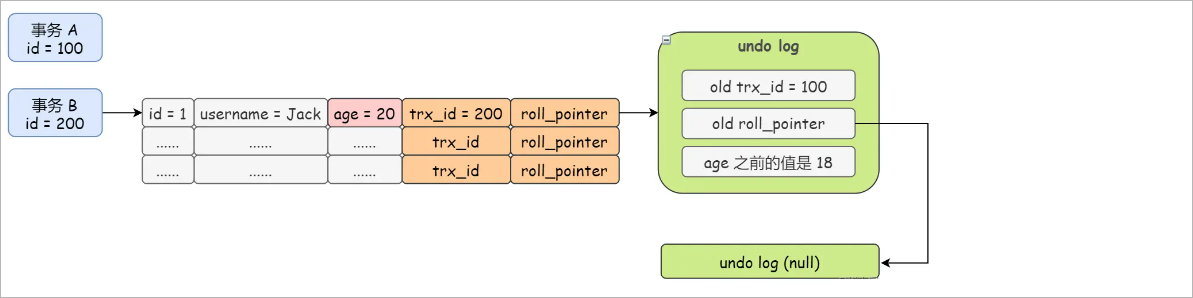 事务 A
id = 100
事务 B
id = 200
id = 1 username = Jack age = 20 trx_id = 200 roll_pointer
...... ...... ...... trx_id roll_pointer
...... ...... ...... trx_id roll_pointer
undo log
old trx_id = 100
old roll_pointer
age 之前的值是 18
undo log (null)